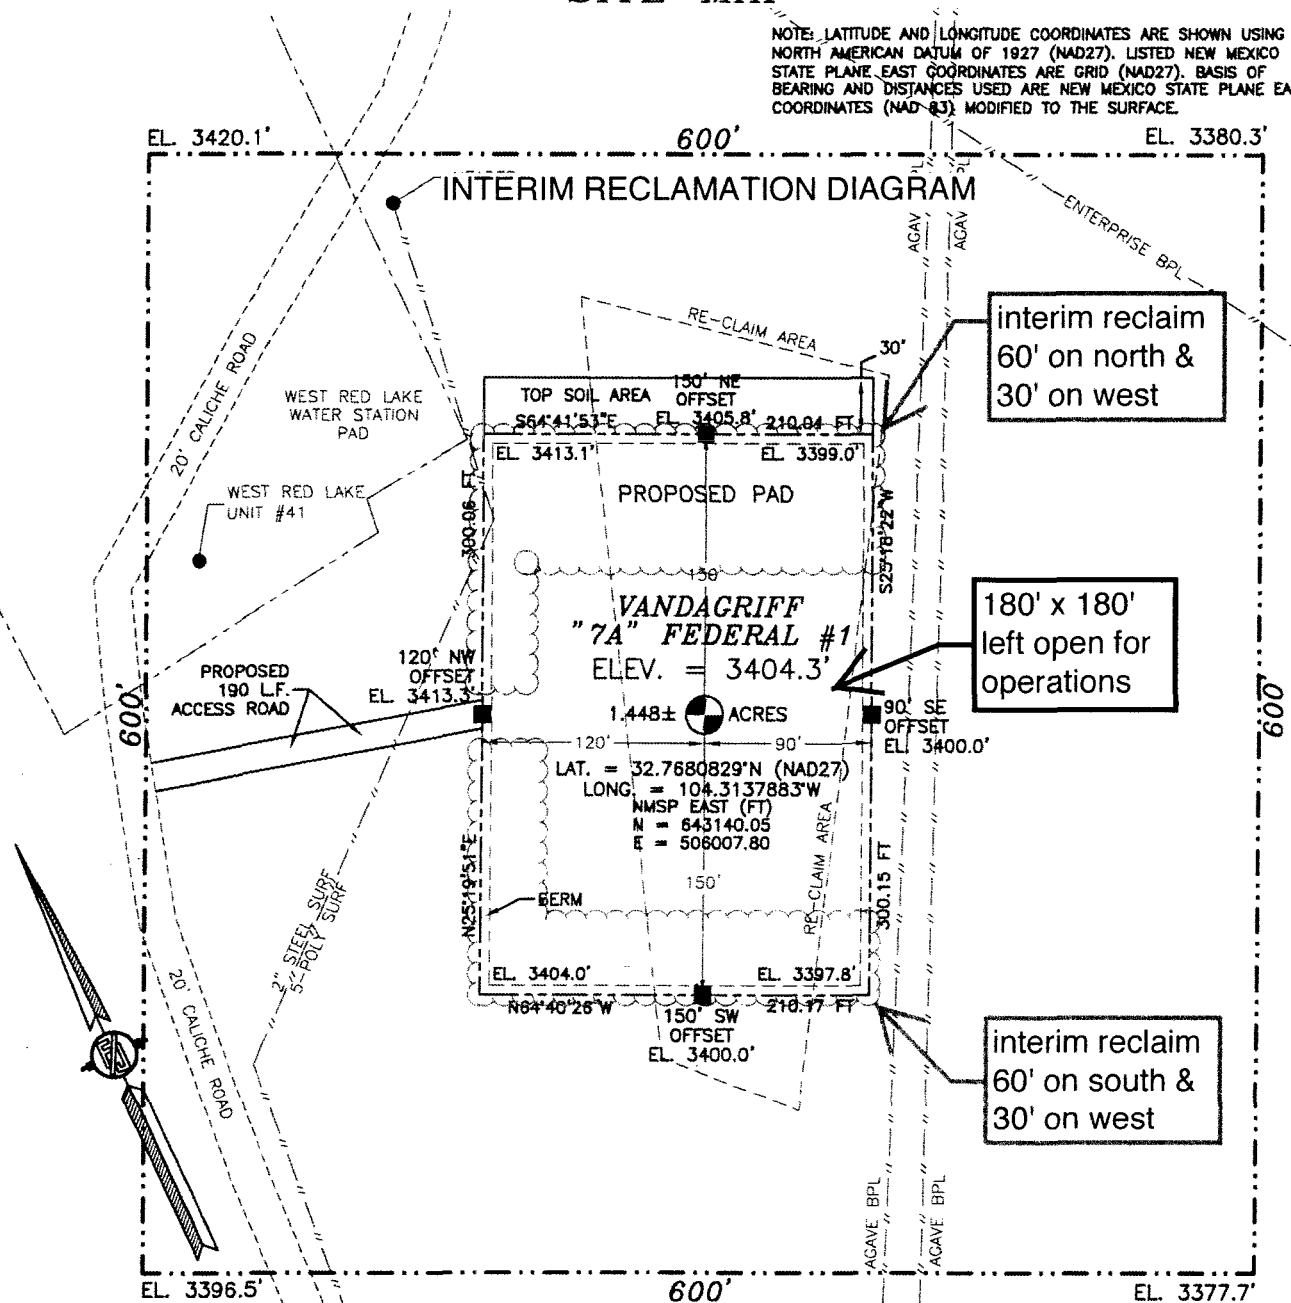 NOTE: LATITUDE AND LONGITUDE COORDINATES ARE SHOWN USING
NORTH AMERICAN DATUM OF 1927 (NAD27). LISTED NEW MEXICO
STATE PLANE EAST COORDINATES ARE GRID (NAD27). BASIS OF
BEARING AND DISTANCES USED ARE NEW MEXICO STATE PLANE EA
COORDINATES (NAD 83) MODIFIED TO THE SURFACE.
EL. 3420.1'
600'
EL. 3380.3'
INTERIM RECLAMATION DIAGRAM
AGAV
PL
AGAV
PL
ENTERPRISE BPL
20' CALICHE ROAD
RE-CLAIM AREA
30'
interim reclaim
60' on north &
30' on west
WEST RED LAKE
WATER STATION
PAD
TOP SOIL AREA
150' NE
OFFSET
EL. 3405.8'
S64°41'53"E
210.04 FT
EL. 3413.1'
EL. 3399.0'
300.06 FT
PROPOSED PAD
S25°18'22"W
WEST RED LAKE
UNIT #41
150'
VANDAGRIFF
"7A" FEDERAL #1
ELEV. = 3404.3'
180' x 180'
left open for
operations
PROPOSED
190 L.F.
ACCESS ROAD
120' NW
OFFSET
EL. 3413.3'
600'
1.448± ACRES
90' SE
OFFSET
EL. 3400.0'
600'
120'
90'
LAT. = 32.7680829°N (NAD27)
LONG. = 104.3137883°W
NMSP EAST (FT)
N = 643140.05
E = 506007.80
N25°19'51"E
150'
RE-CLAIM AREA
300.15 FT
BERM
2" STEEL SURF
5" POLY SURF
EL. 3404.0'
EL. 3397.8'
N64°40'26"W
210.17 FT
150' SW
OFFSET
EL. 3400.0'
20' CALICHE ROAD
interim reclaim
60' on south &
30' on west
AGAVE BPL
AGAVE BPL
EL. 3396.5'
600'
EL. 3377.7'